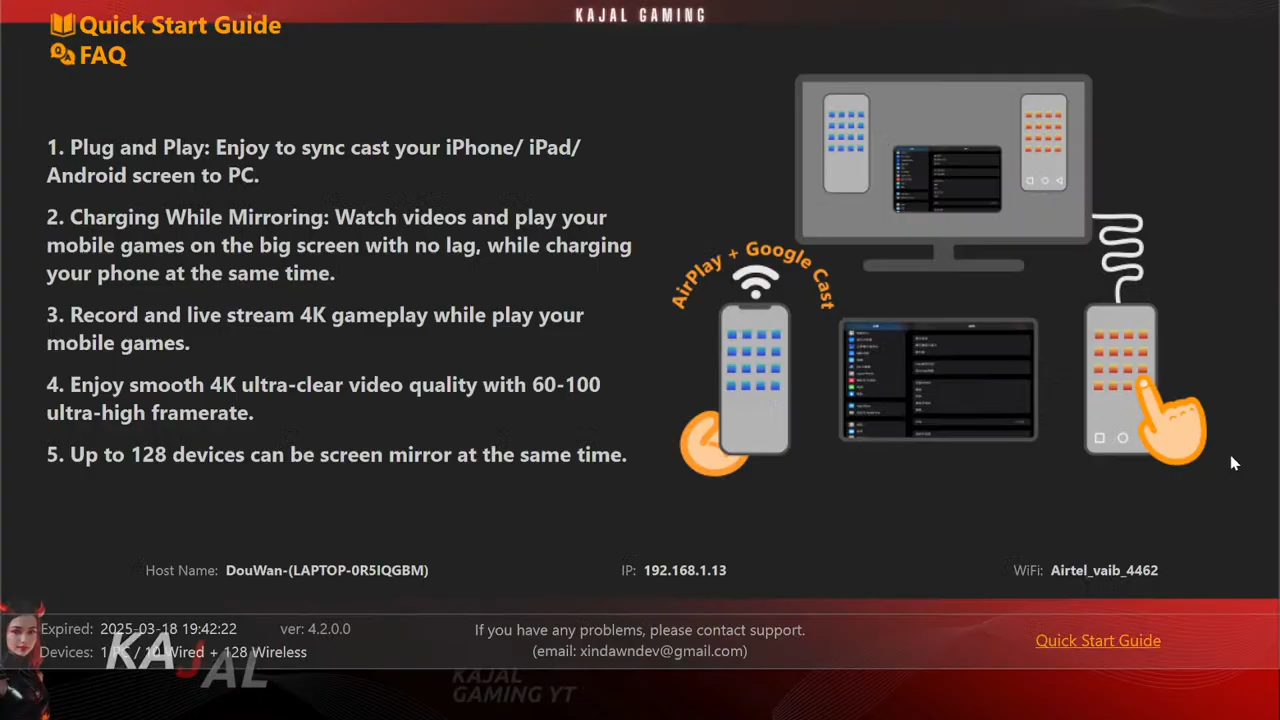 KAJAL GAMING
Quick Start Guide
FAQ
1. Plug and Play: Enjoy to sync cast your iPhone/ iPad/
Android screen to PC.
2. Charging While Mirroring: Watch videos and play your
mobile games on the big screen with no lag, while charging
your phone at the same time.
3. Record and live stream 4K gameplay while play your
mobile games.
4. Enjoy smooth 4K ultra-clear video quality with 60-100
ultra-high framerate.
5. Up to 128 devices can be screen mirror at the same time.
AirPlay + Google Cast
Host Name: DouWan-(LAPTOP-0R5IQGBM)
IP: 192.168.1.13
WiFi: Airtel_vaib_4462
Expired: 2025-03-18 19:42:22
ver: 4.2.0.0
Devices: 1 PC / 10 Wired + 128 Wireless
If you have any problems, please contact support.
(email: xindawndev@gmail.com)
Quick Start Guide
KAJAL
KAJAL
GAMING YT